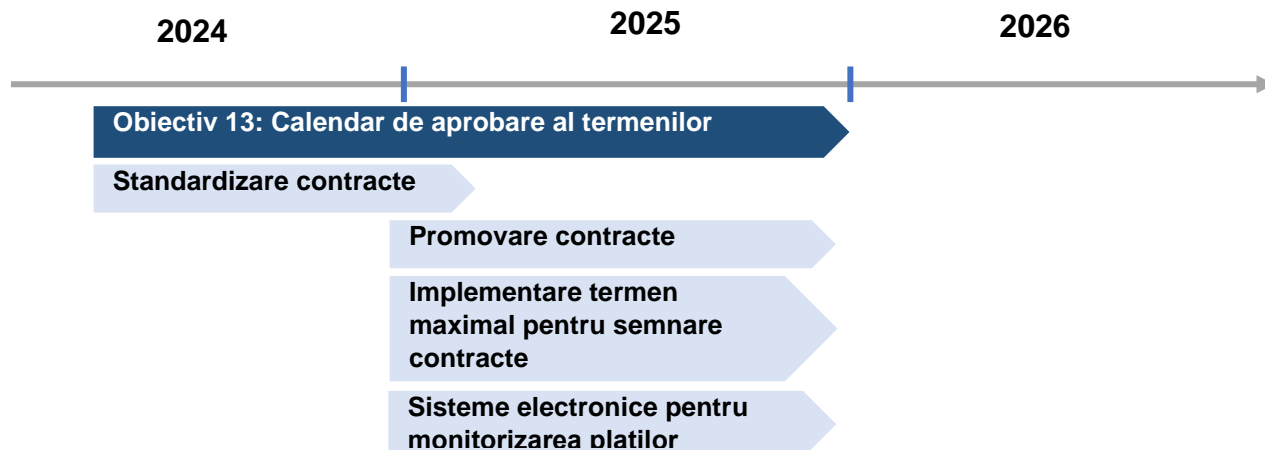 2024
2025
2026
Obiectiv 13: Calendar de aprobare al termenilor
Standardizare contracte
Promovare contracte
Implementare termen
maximal pentru semnare
contracte
Sisteme electronice pentru
monitorizarea platilor